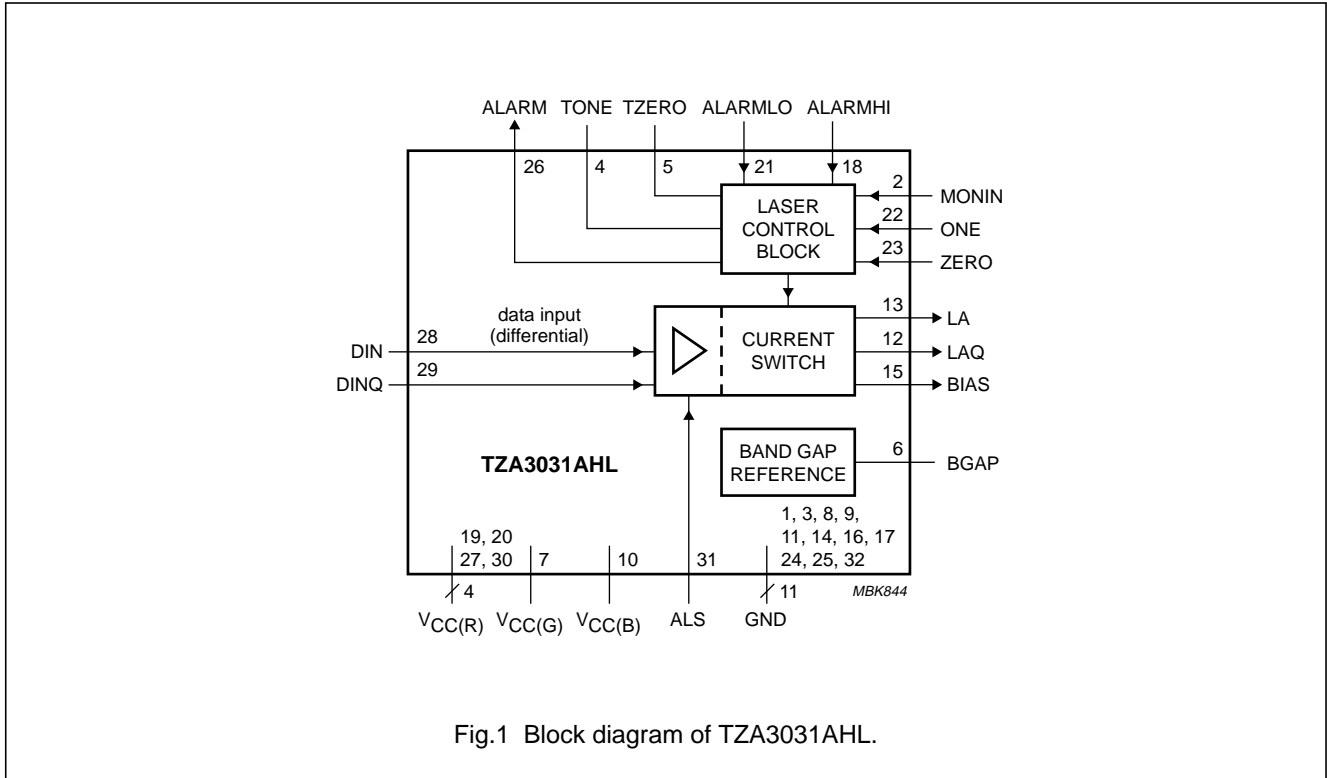 ALARM TONE TZERO ALARMLO ALARMHI
26 4 5 21 18
2 MONIN
22 ONE
23 ZERO
LASER
CONTROL
BLOCK
data input
(differential)
DIN 28
DINQ 29
CURRENT
SWITCH
13 LA
12 LAQ
15 BIAS
TZA3031AHL
BAND GAP
REFERENCE
6 BGAP
19, 20
27, 30
7
10
31
1, 3, 8, 9,
11, 14, 16, 17
24, 25, 32
4
11
MBK844
VCC(R) VCC(G) VCC(B) ALS GND
Fig.1 Block diagram of TZA3031AHL.